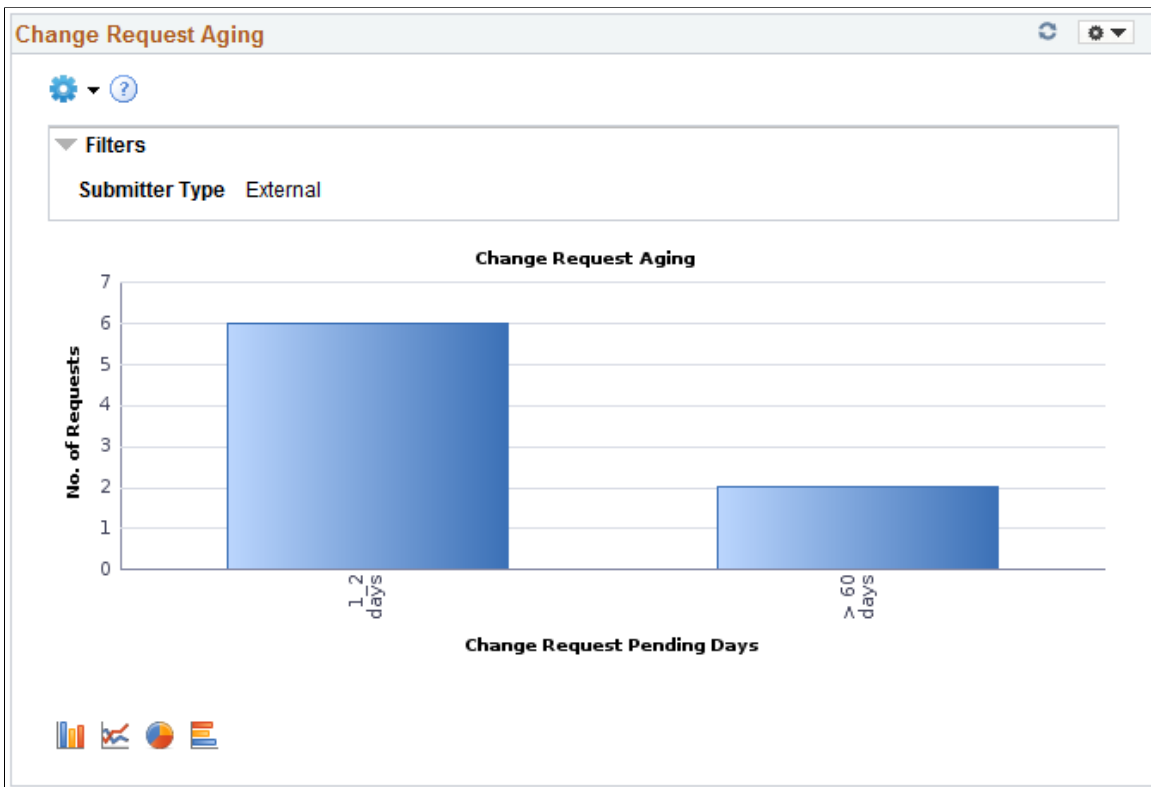 Change Request Aging
?
Filters
Submitter Type External
Change Request Aging
7
6
5
4
3
2
1
0
No. of Requests
1_2
days
> 60
days
Change Request Pending Days